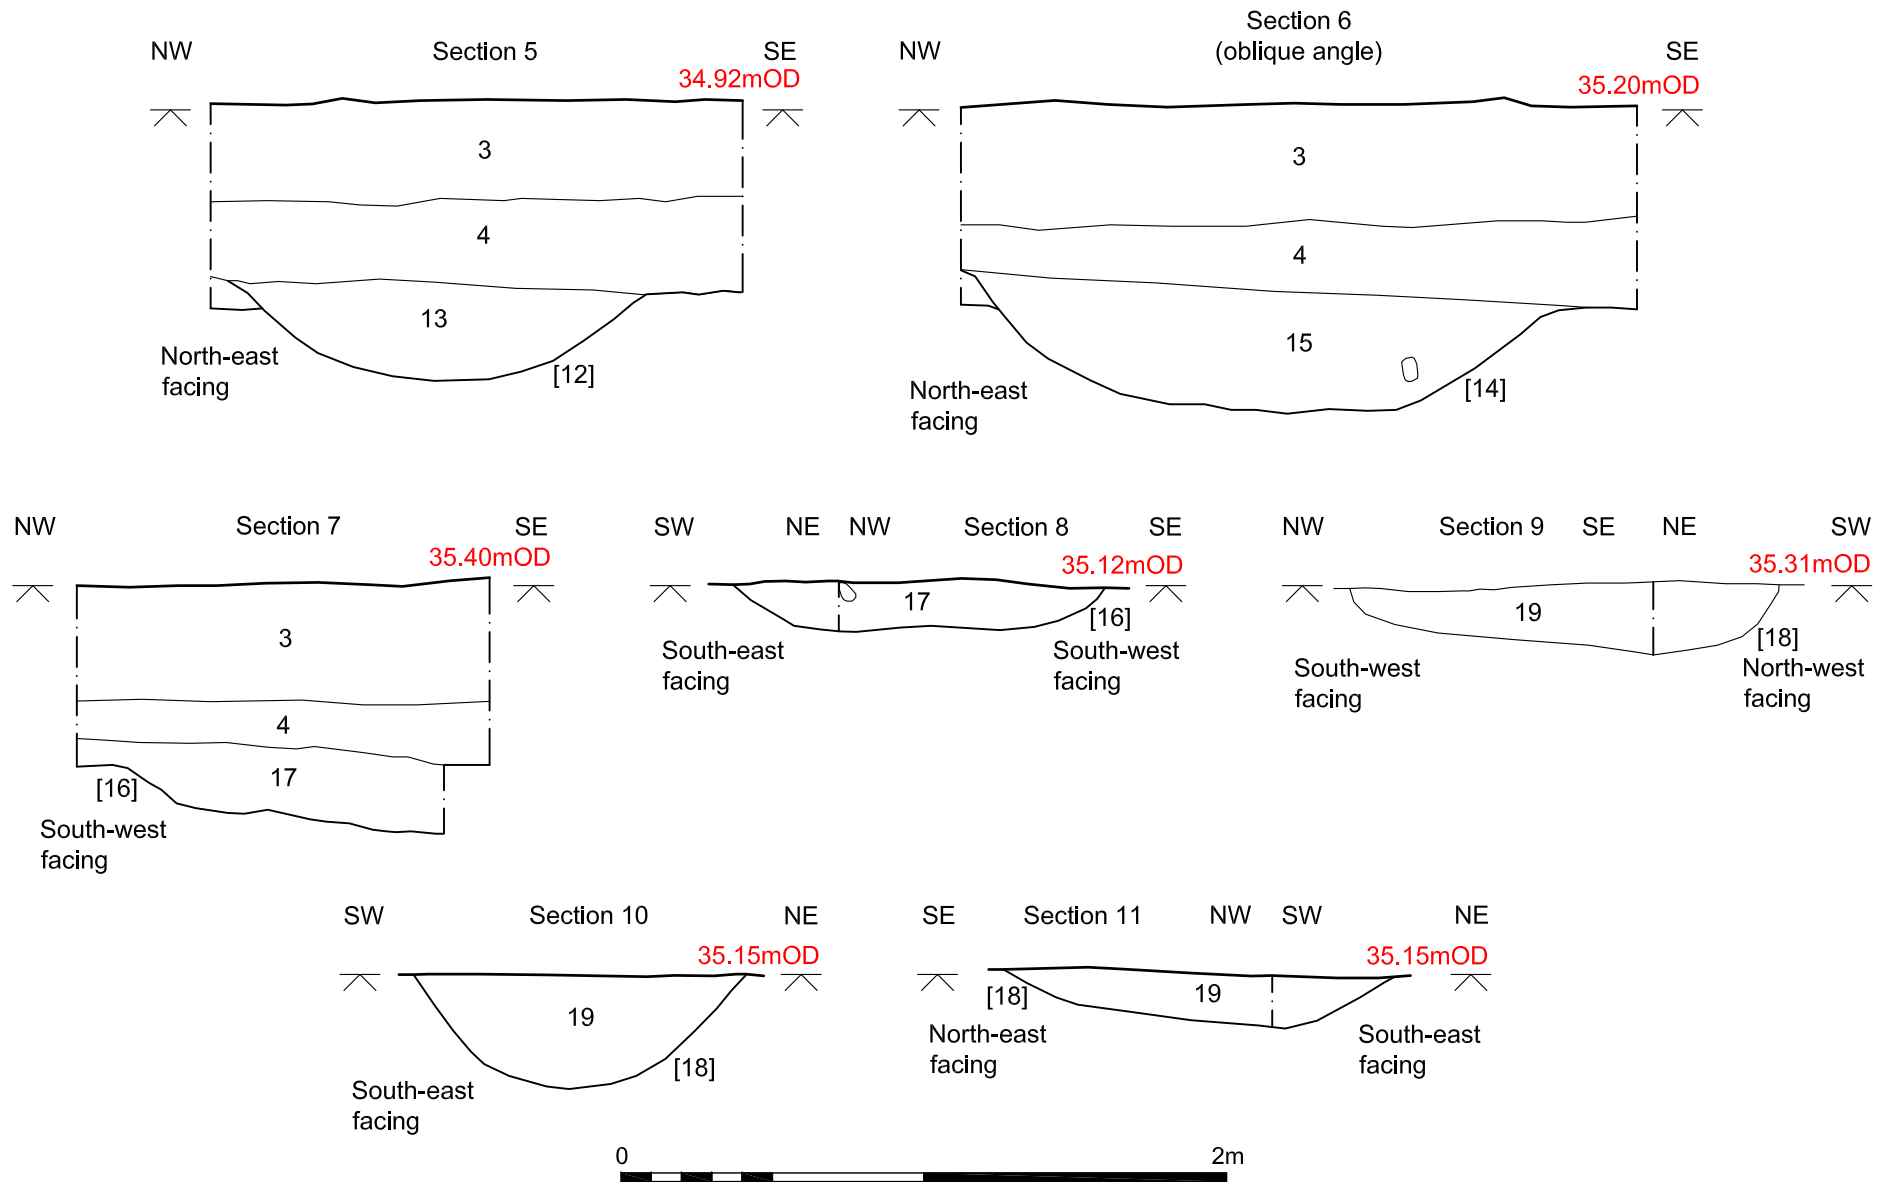 NW Section 5 SE
34.92mOD
3
4
13
North-east
facing
[12]
Section 6
(oblique angle)
NW SE
35.20mOD
3
4
15
North-east
facing
[14]
NW Section 7 SE
35.40mOD
3
4
17
[16]
South-west
facing
SW NE NW Section 8 SE
35.12mOD
17
[16]
South-east
facing
South-west
facing
NW Section 9 SE NE SW
35.31mOD
19
[18]
South-west
facing
North-west
facing
SW Section 10 NE
35.15mOD
19
[18]
South-east
facing
SE Section 11 NW SW NE
35.15mOD
[18]
19
North-east
facing
South-east
facing
0 2m